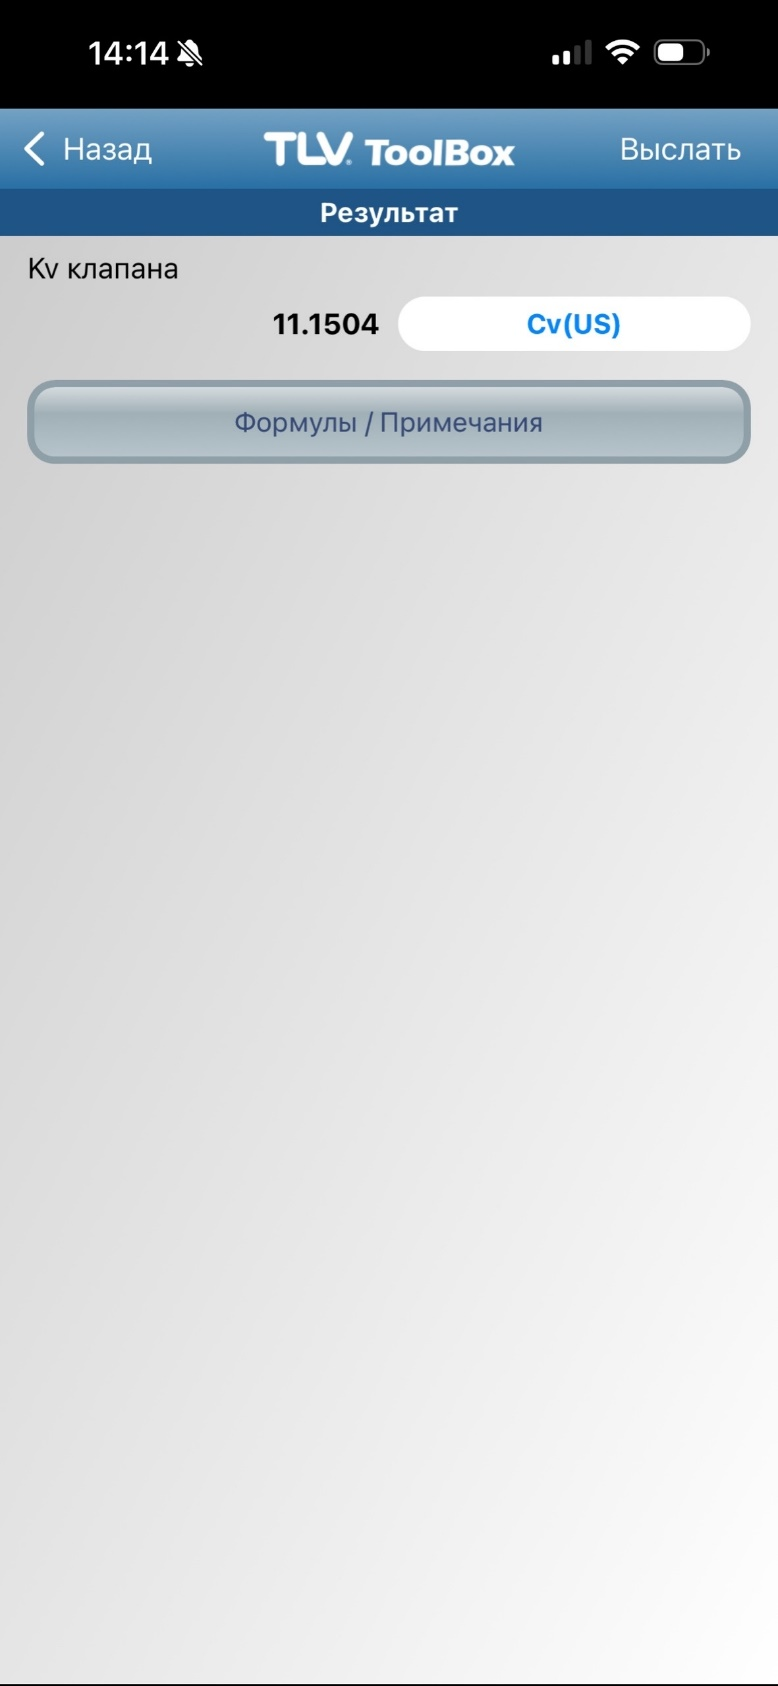 14:14
Назад
TLV. ToolBox
Выслать
Результат
Kv клапана
11.1504
Cv(US)
Формулы / Примечания